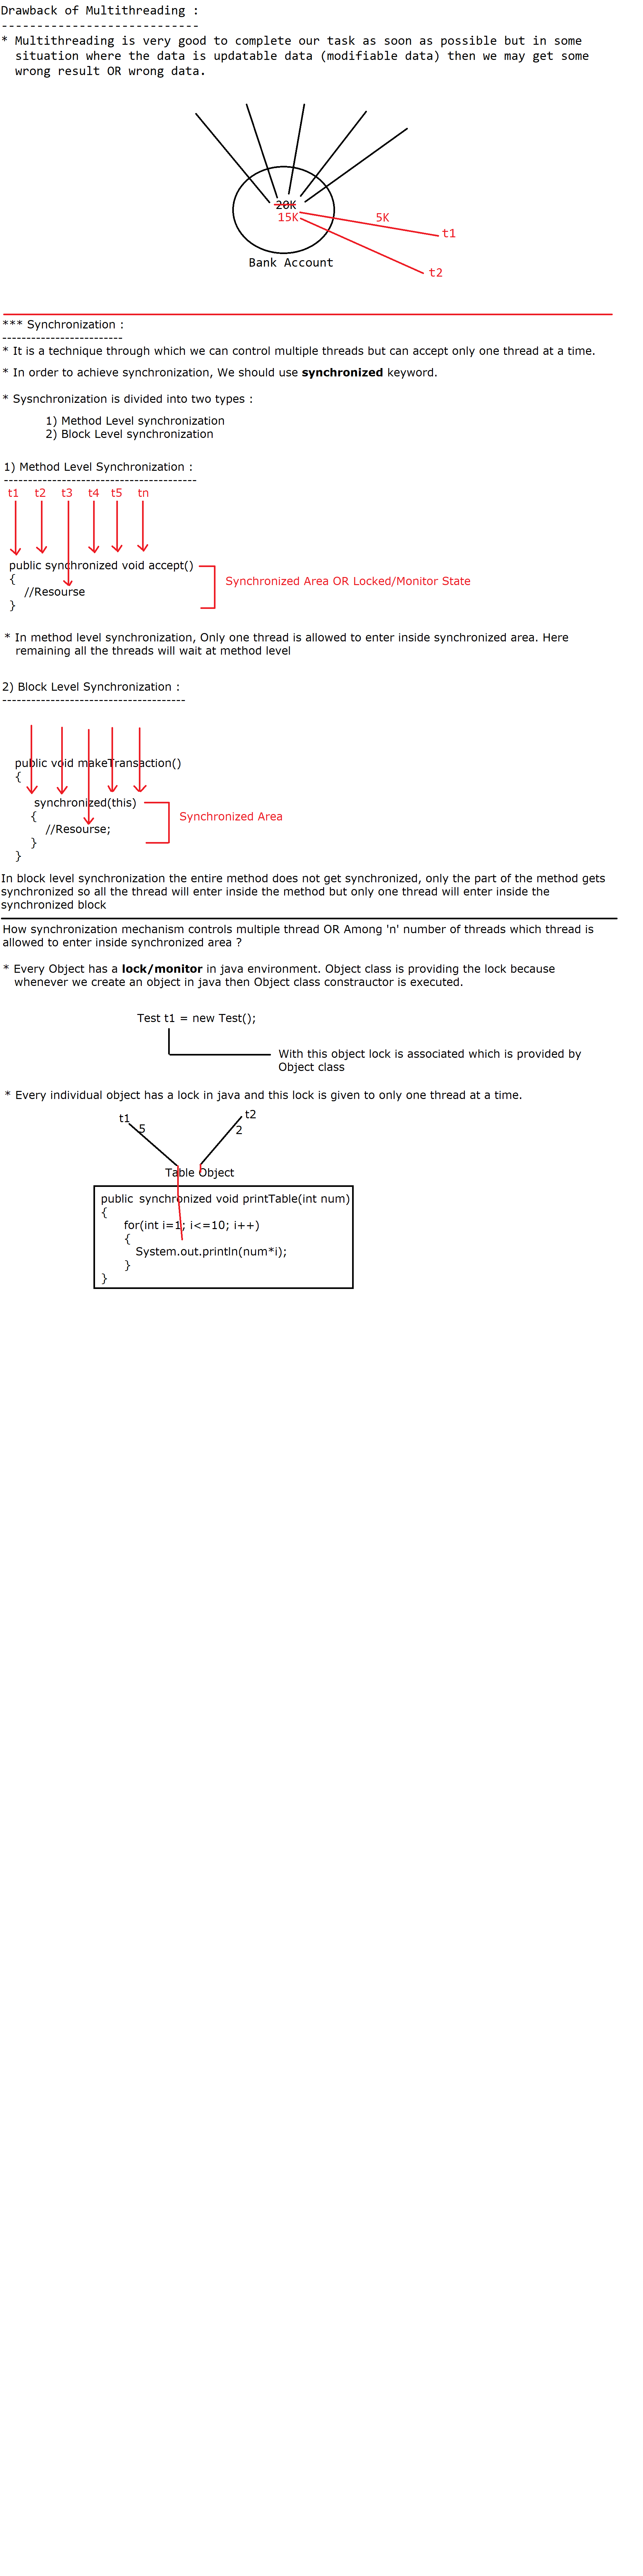 Drawback of Multithreading :
----------------------------
* Multithreading is very good to complete our task as soon as possible but in some
situation where the data is updatable data (modifiable data) then we may get some
wrong result OR wrong data.
20K
15K
5K
t1
t2
Bank Account
*** Synchronization :
-------------------------
* It is a technique through which we can control multiple threads but can accept only one thread at a time.
* In order to achieve synchronization, We should use synchronized keyword.
* Sysnchronization is divided into two types :
1) Method Level synchronization
2) Block Level synchronization
1) Method Level Synchronization :
----------------------------------------
t1 t2 t3 t4 t5 tn
public synchronized void accept()
{
Synchronized Area OR Locked/Monitor State
//Resourse
}
* In method level synchronization, Only one thread is allowed to enter inside synchronized area. Here
remaining all the threads will wait at method level
2) Block Level Synchronization :
--------------------------------------
public void makeTransaction()
{
synchronized(this)
{
Synchronized Area
//Resourse;
}
}
In block level synchronization the entire method does not get synchronized, only the part of the method gets
synchronized so all the thread will enter inside the method but only one thread will enter inside the
synchronized block
How synchronization mechanism controls multiple thread OR Among 'n' number of threads which thread is
allowed to enter inside synchronized area ?
* Every Object has a lock/monitor in java environment. Object class is providing the lock because
whenever we create an object in java then Object class constrauctor is executed.
Test t1 = new Test();
With this object lock is associated which is provided by
Object class
* Every individual object has a lock in java and this lock is given to only one thread at a time.
t1 t2
5 2
Table Object
public synchronized void printTable(int num)
{
for(int i=1; i<=10; i++)
{
System.out.println(num*i);
}
}